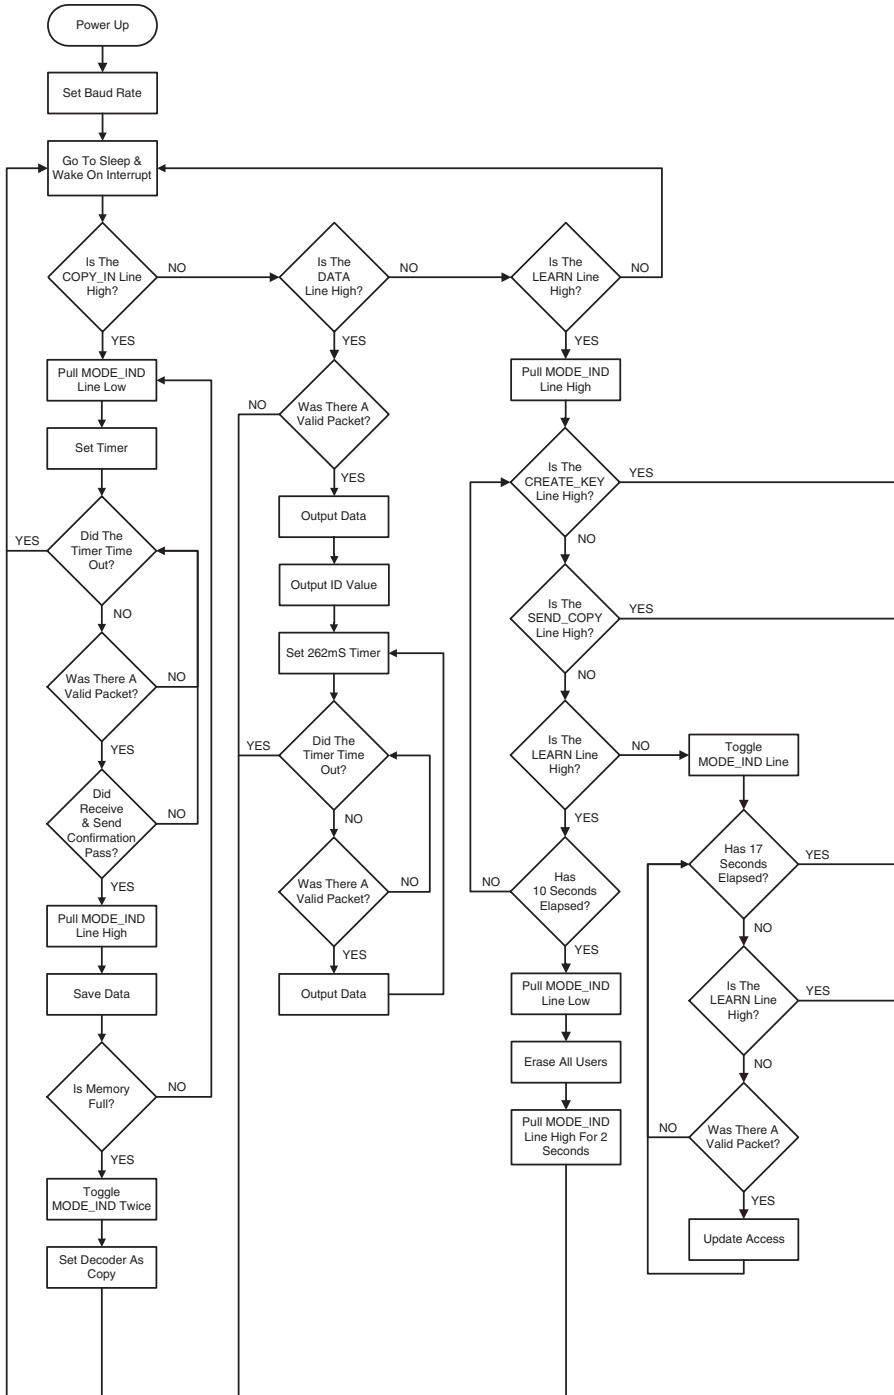 Power Up
Set Baud Rate
Go To Sleep &
Wake On Interrupt
Is The
COPY_IN Line
High?
NO
YES
Pull MODE_IND
Line Low
Set Timer
Did The
Timer Time
Out?
YES
NO
Was There A
Valid Packet?
NO
YES
Did
Receive
& Send
Confirmation
Pass?
NO
YES
Pull MODE_IND
Line High
Save Data
Is Memory
Full?
NO
YES
Toggle
MODE_IND Twice
Set Decoder As
Copy
Is The
DATA
Line High?
NO
YES
Was There A
Valid Packet?
NO
YES
Output Data
Output ID Value
Set 262mS Timer
Did The
Timer Time
Out?
YES
NO
Was There A
Valid Packet?
NO
YES
Output Data
Is The
LEARN Line
High?
NO
YES
Pull MODE_IND
Line High
Is The
CREATE_KEY
Line High?
YES
NO
Is The
SEND_COPY
Line High?
YES
NO
Is The
LEARN Line
High?
NO
YES
Has
10 Seconds
Elapsed?
NO
YES
Pull MODE_IND
Line Low
Erase All Users
Pull MODE_IND
Line High For 2
Seconds
Toggle
MODE_IND Line
Has 17
Seconds
Elapsed?
YES
NO
Is The
LEARN Line
High?
YES
NO
Was There A
Valid Packet?
NO
YES
Update Access